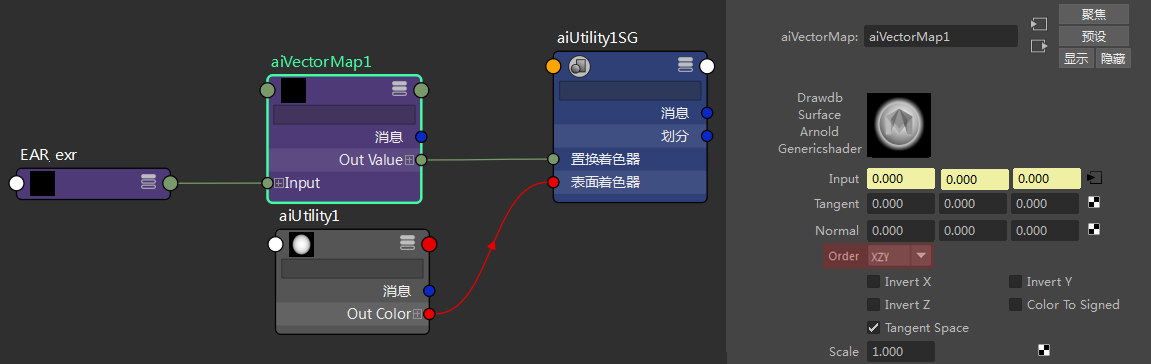 aiVectorMap1
消息
Out Value
Input
EAR_exr
aiUtility1
消息
Out Color
aiUtility1SG
消息
划分
置换着色器
表面着色器
aiVectorMap: aiVectorMap1
聚焦
预设
显示 隐藏
Drawdb
Surface
Arnold
Genericshader
Input 0.000 0.000 0.000
Tangent 0.000 0.000 0.000
Normal 0.000 0.000 0.000
Order XZY
Invert X Invert Y
Invert Z Color To Signed
Tangent Space
Scale 1.000